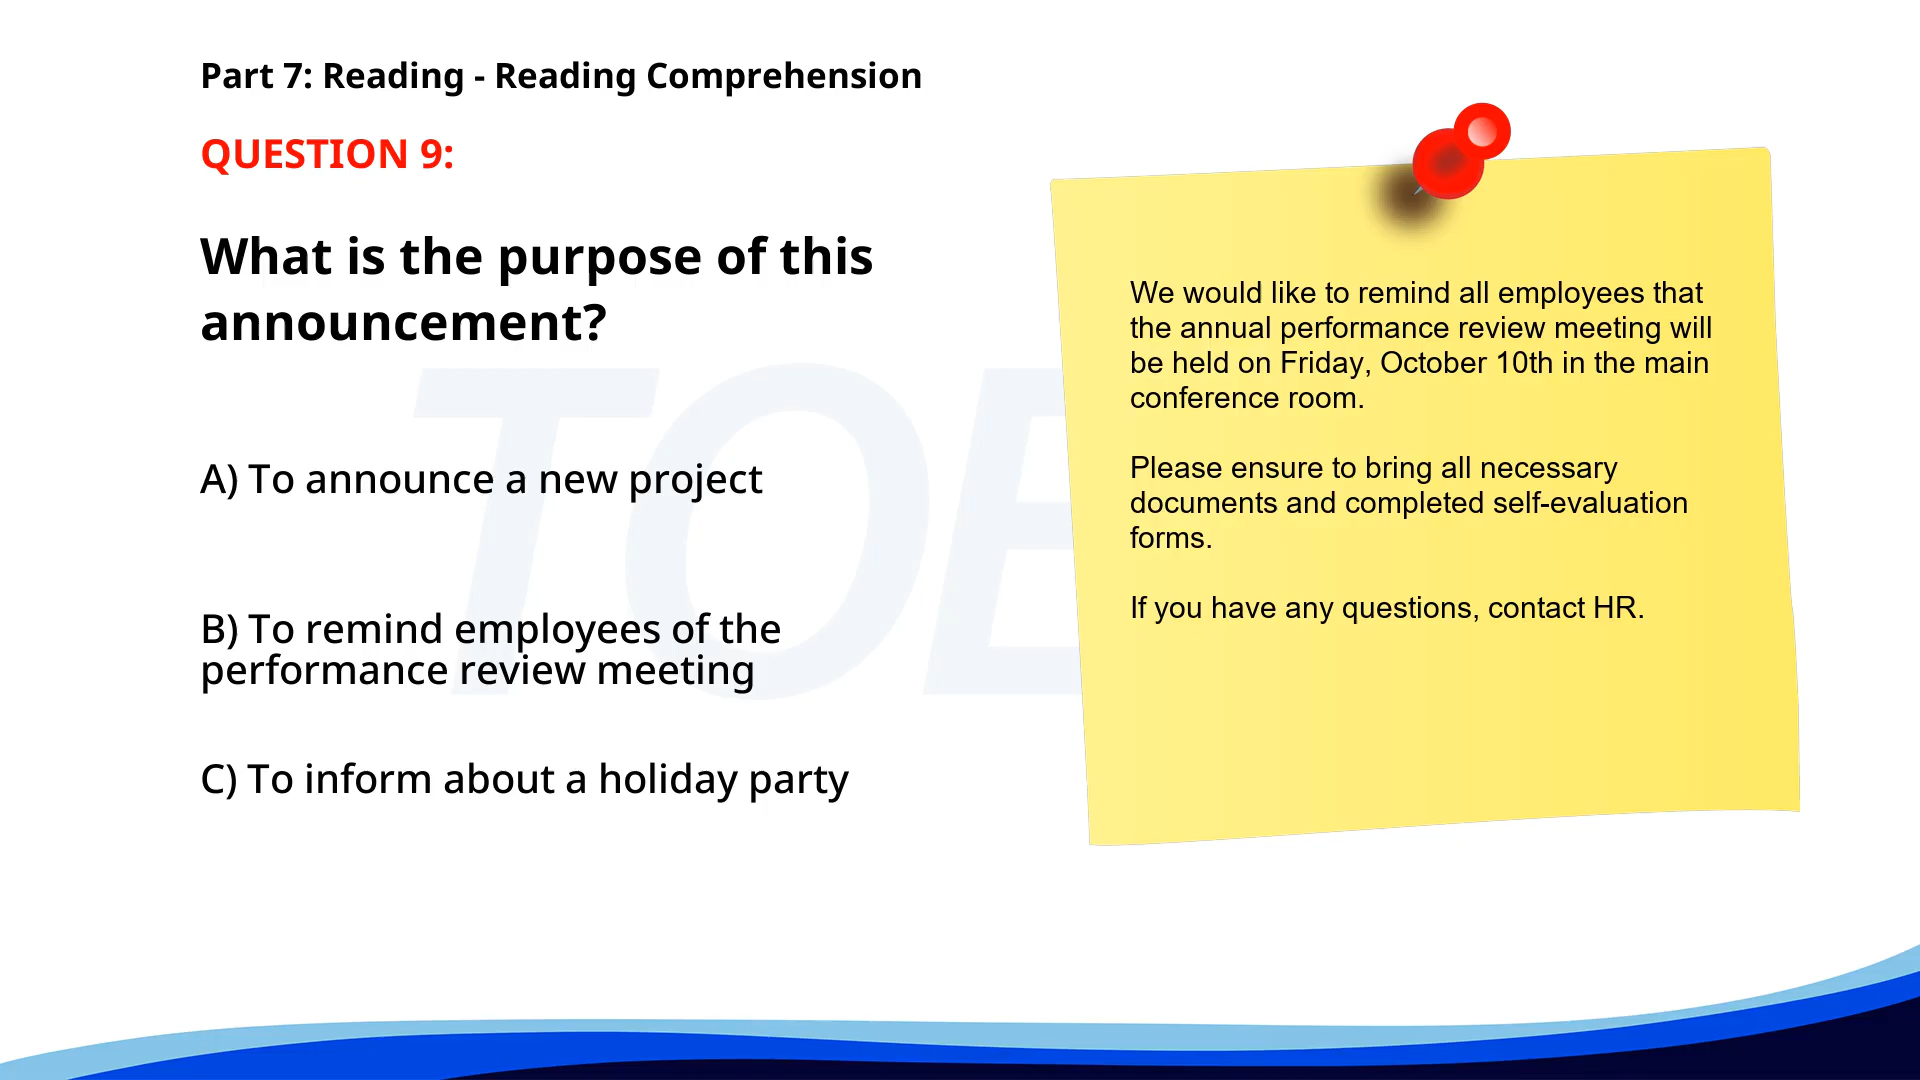 Part 7: Reading - Reading Comprehension
QUESTION 9:
What is the purpose of this
announcement?
A) To announce a new project
B) To remind employees of the
performance review meeting
C) To inform about a holiday party
We would like to remind all employees that
the annual performance review meeting will
be held on Friday, October 10th in the main
conference room.
Please ensure to bring all necessary
documents and completed self-evaluation
forms.
If you have any questions, contact HR.